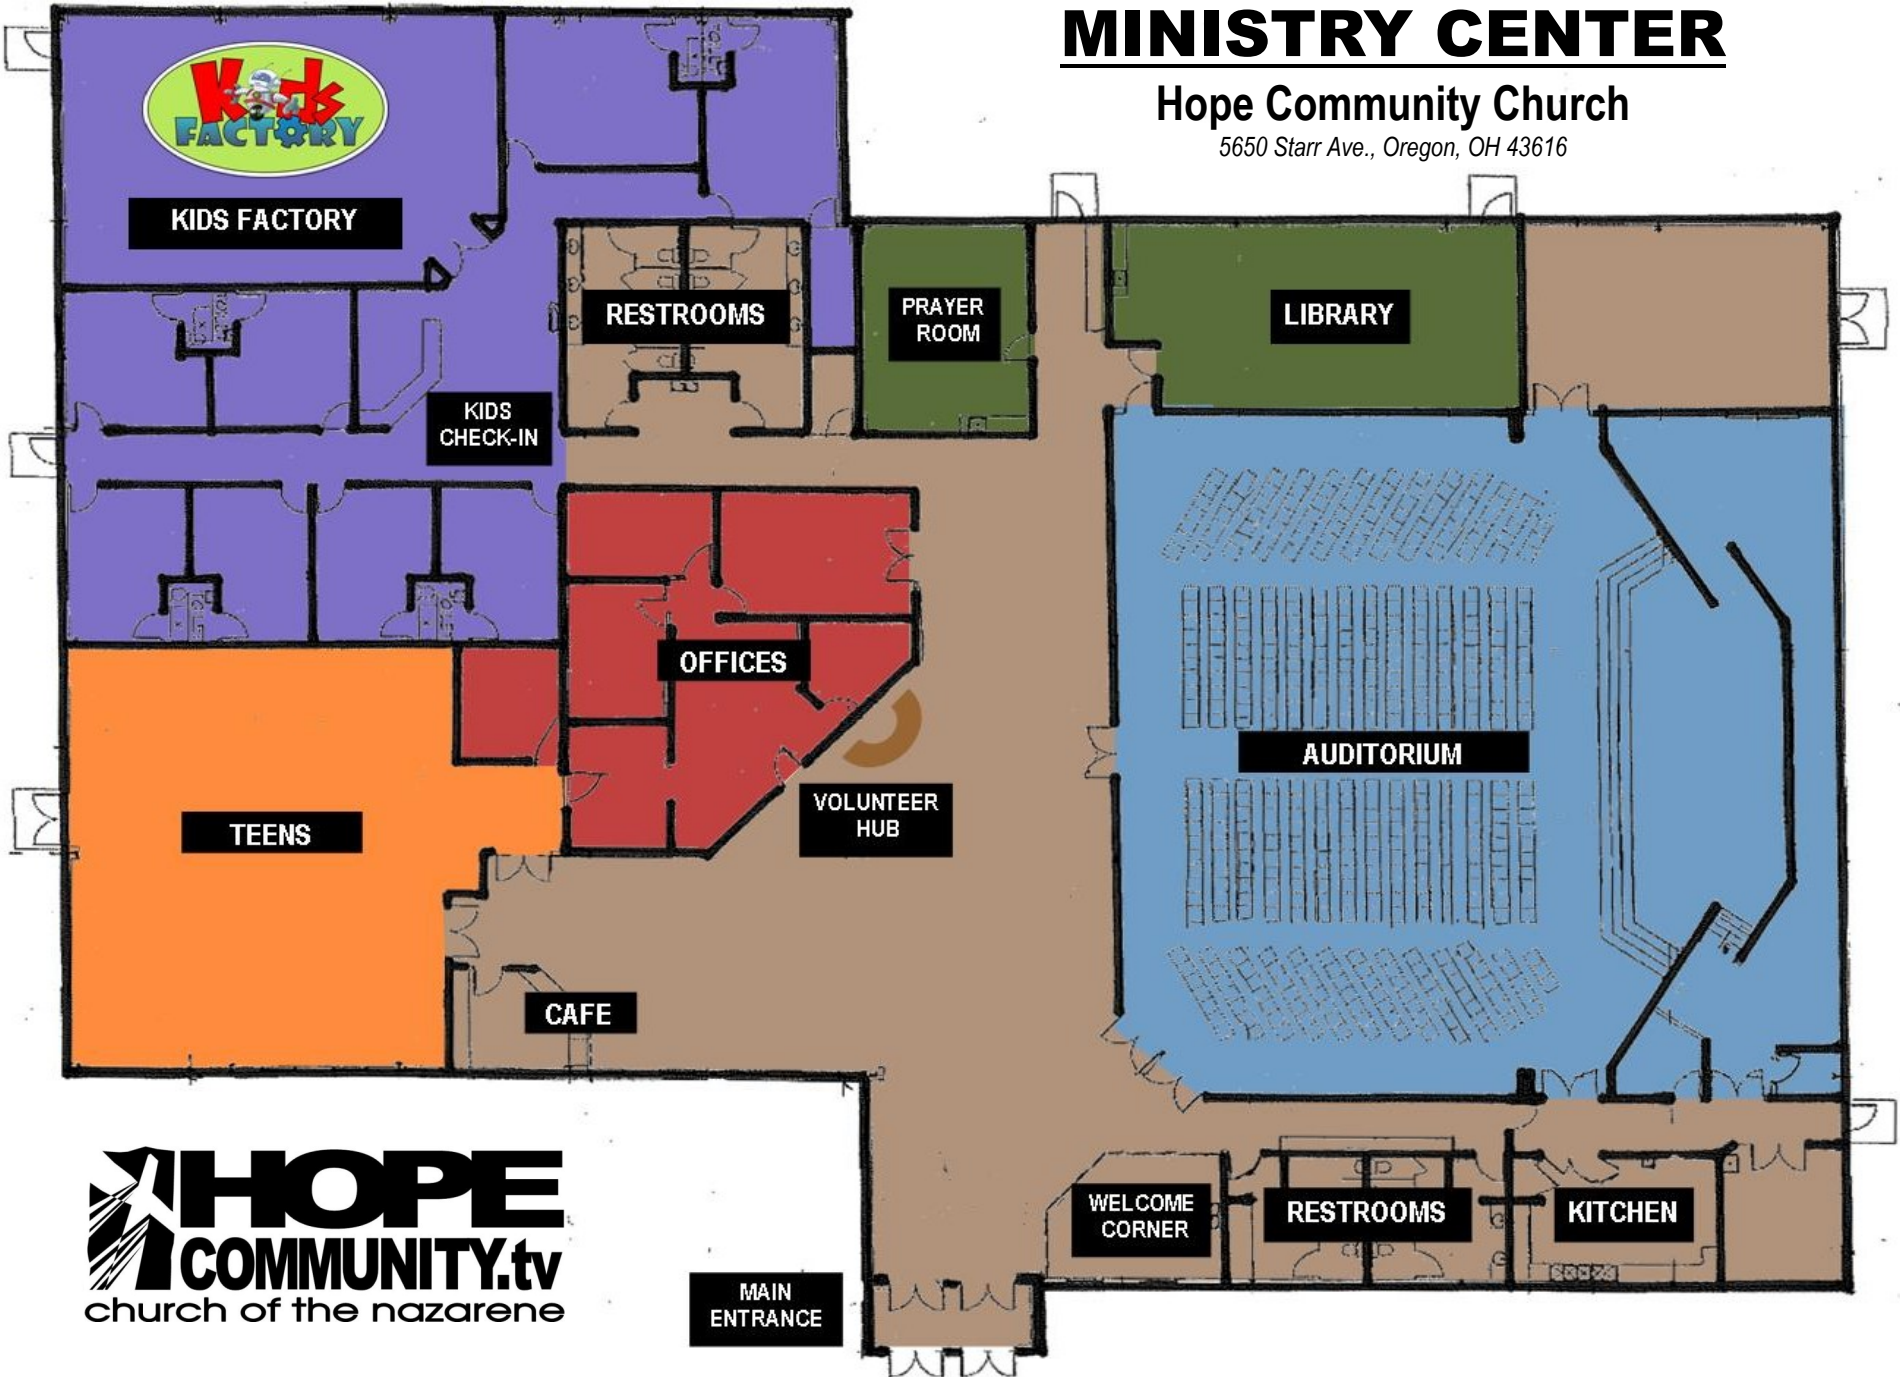 MINISTRY CENTER
Hope Community Church
5650 Starr Ave., Oregon, OH 43616
Kids
FACTORY
KIDS FACTORY
RESTROOMS
PRAYER
ROOM
LIBRARY
KIDS
CHECK-IN
OFFICES
AUDITORIUM
VOLUNTEER
HUB
TEENS
CAFE
WELCOME
CORNER
RESTROOMS
KITCHEN
MAIN
ENTRANCE
HOPE
COMMUNITY.tv
church of the nazarene